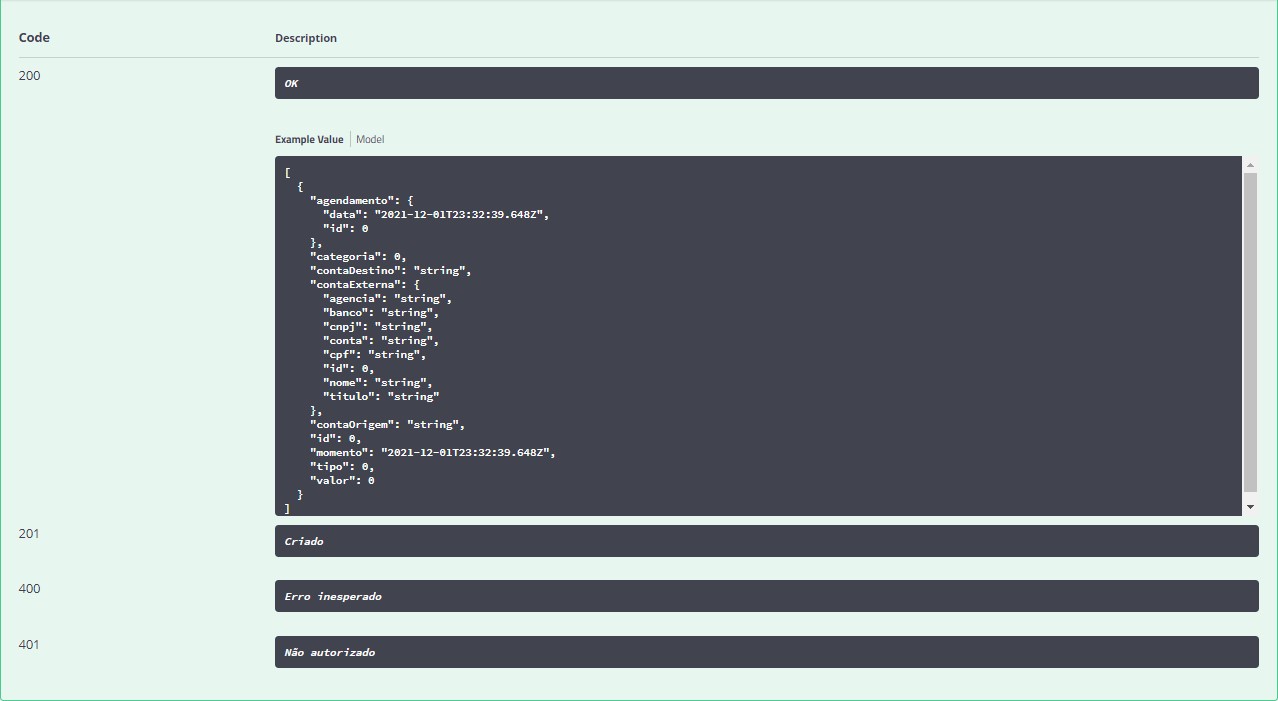 Code Description
200 OK
Example Value Model
[
  {
    "agendamento": {
      "data": "2021-12-01T23:32:39.648Z",
      "id": 0
    },
    "categoria": 0,
    "contaDestino": "string",
    "contaExterna": {
      "agencia": "string",
      "banco": "string",
      "cnpj": "string",
      "conta": "string",
      "cpf": "string",
      "id": 0,
      "nome": "string",
      "titulo": "string"
    },
    "contaOrigem": "string",
    "id": 0,
    "momento": "2021-12-01T23:32:39.648Z",
    "tipo": 0,
    "valor": 0
  }
]
201 Criado
400 Erro inesperado
401 Não autorizado